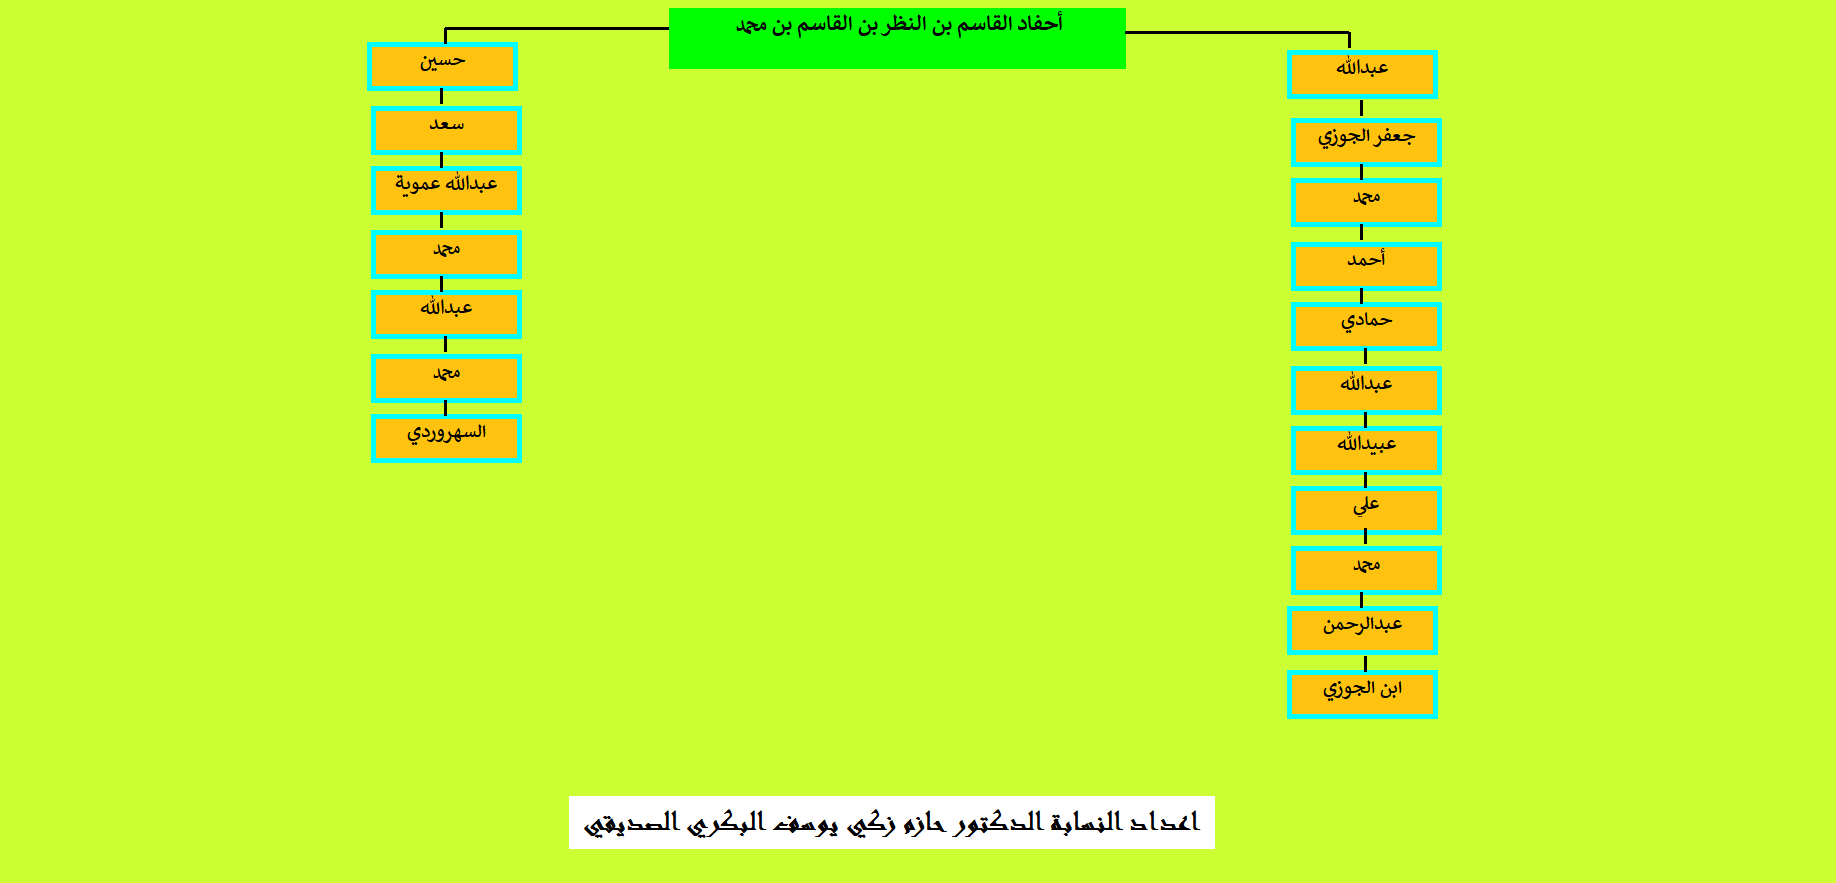 أحفاد القاسم بن النظر بن القاسم بن محمد
عبدالله
جعفر الجوزي
محمد
أحمد
حمادي
عبدالله
عبيدالله
علي
محمد
عبدالرحمن
ابن الجوزي
حسين
سعد
عبدالله عموية
محمد
عبدالله
محمد
السهروردي
اعداد النسابة الدكتور حازم زكي يوسف البكري الصديقي